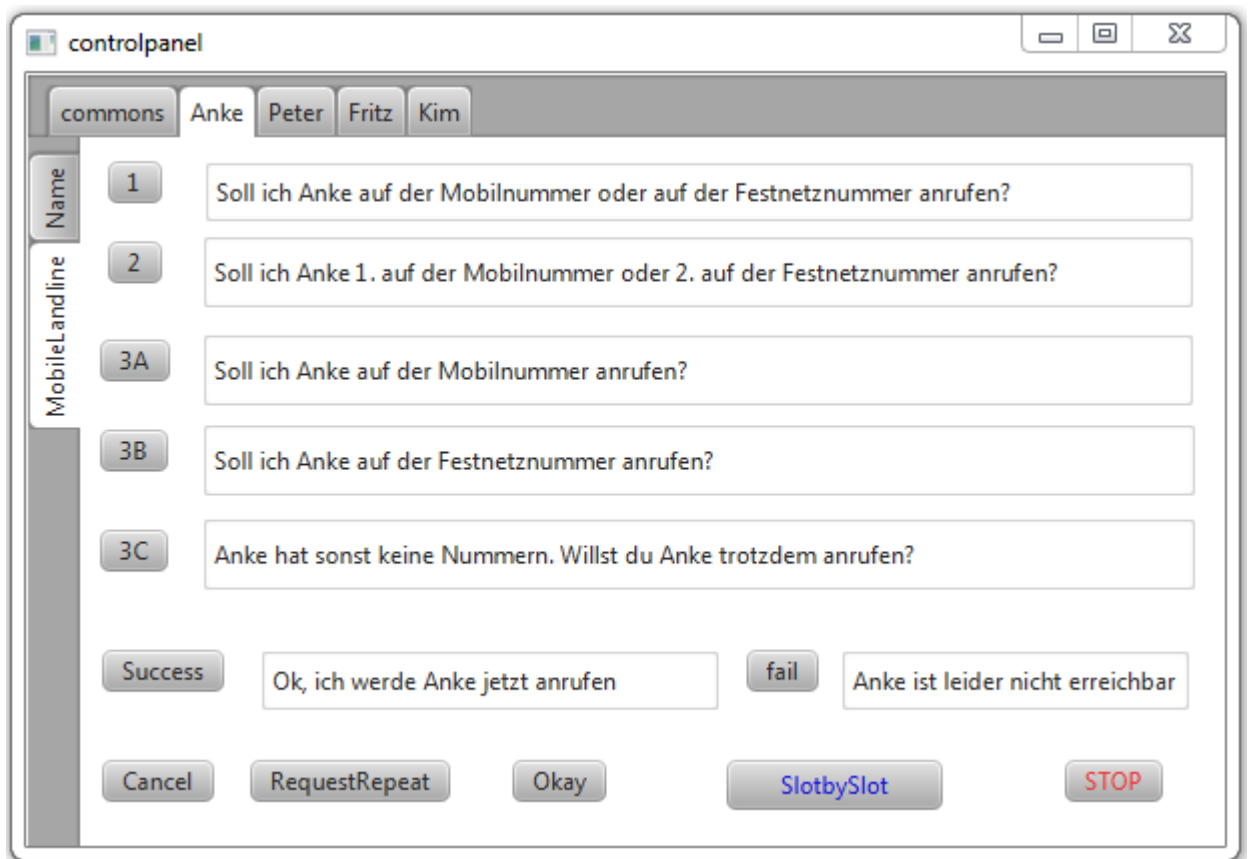 controlpanel
commons Anke Peter Fritz Kim
Name
MobileLandline
1 Soll ich Anke auf der Mobilnummer oder auf der Festnetznummer anrufen?
2 Soll ich Anke 1. auf der Mobilnummer oder 2. auf der Festnetznummer anrufen?
3A Soll ich Anke auf der Mobilnummer anrufen?
3B Soll ich Anke auf der Festnetznummer anrufen?
3C Anke hat sonst keine Nummern. Willst du Anke trotzdem anrufen?
Success Ok, ich werde Anke jetzt anrufen fail Anke ist leider nicht erreichbar
Cancel RequestRepeat Okay SlotbySlot STOP